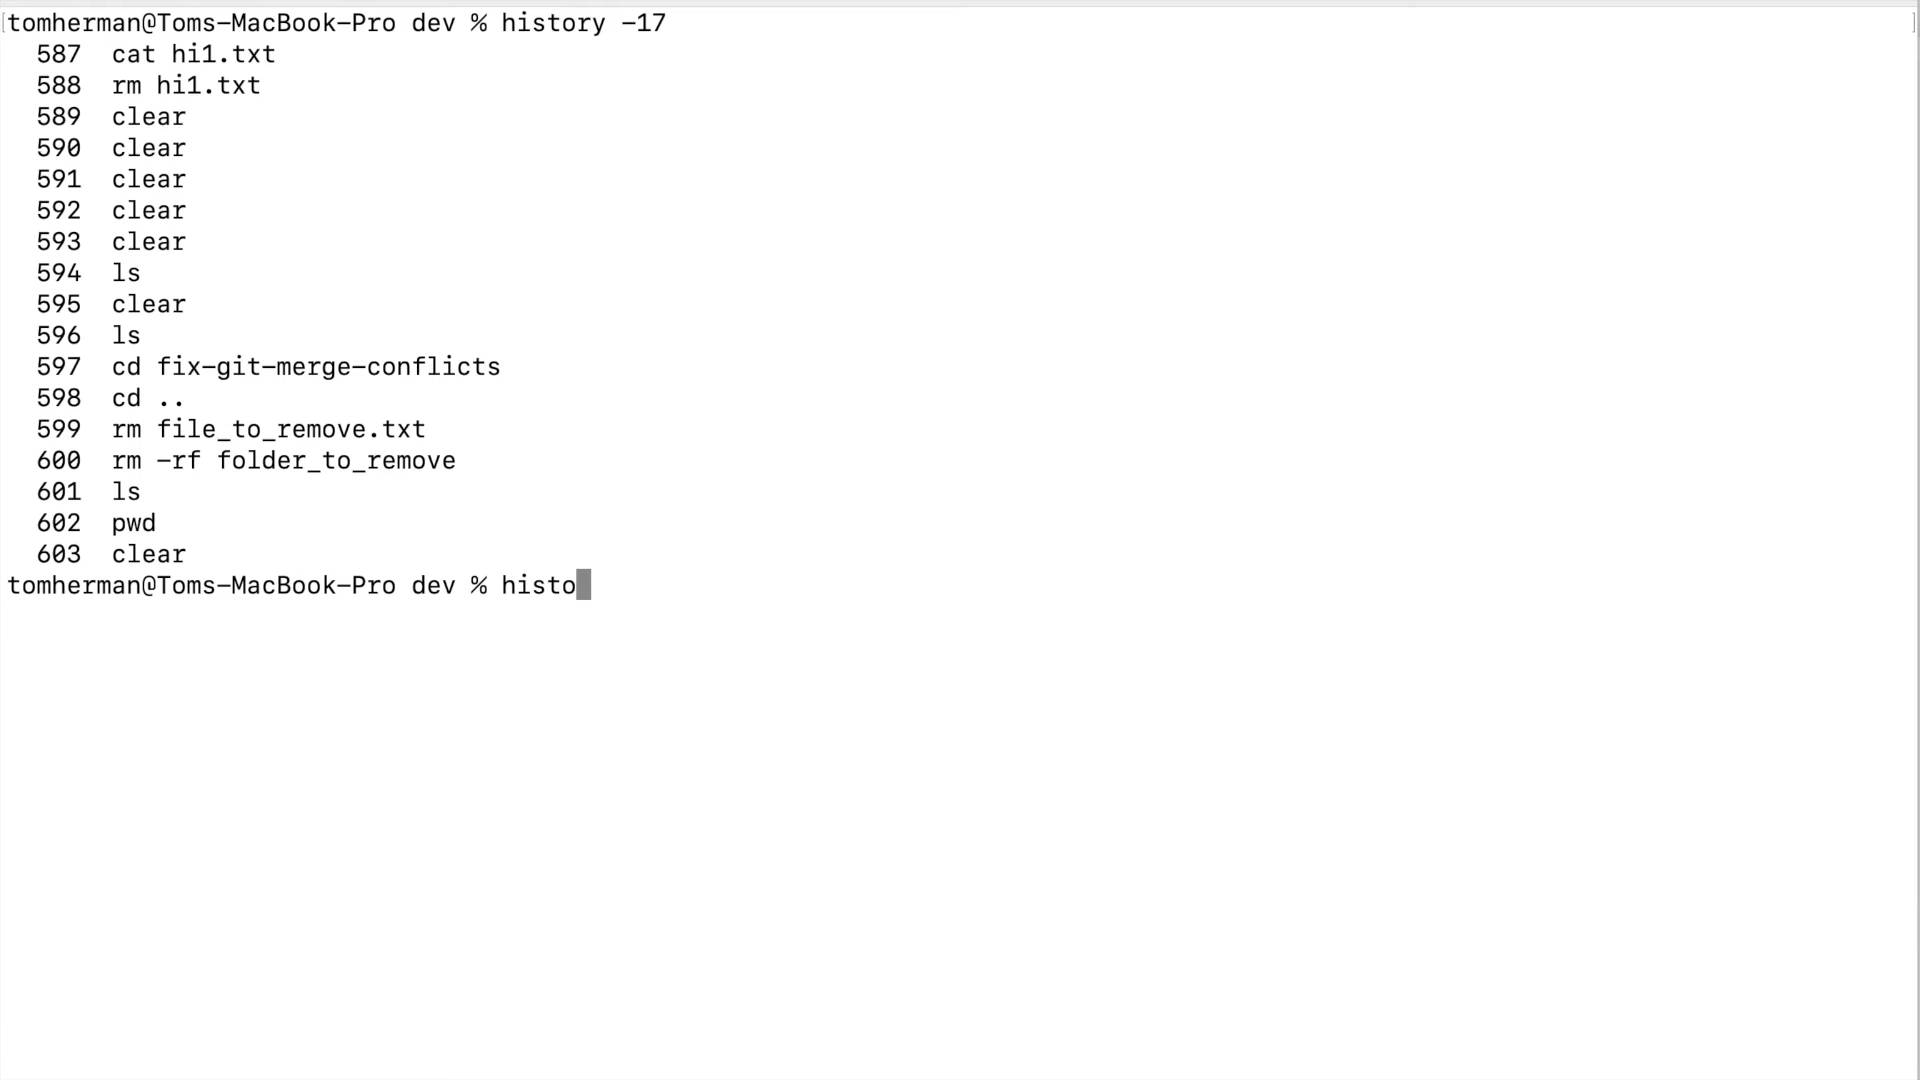 tomherman@Toms-MacBook-Pro dev % history -17
587 cat hi1.txt
588 rm hi1.txt
589 clear
590 clear
591 clear
592 clear
593 clear
594 ls
595 clear
596 ls
597 cd fix-git-merge-conflicts
598 cd ..
599 rm file_to_remove.txt
600 rm -rf folder_to_remove
601 ls
602 pwd
603 clear
tomherman@Toms-MacBook-Pro dev % histo